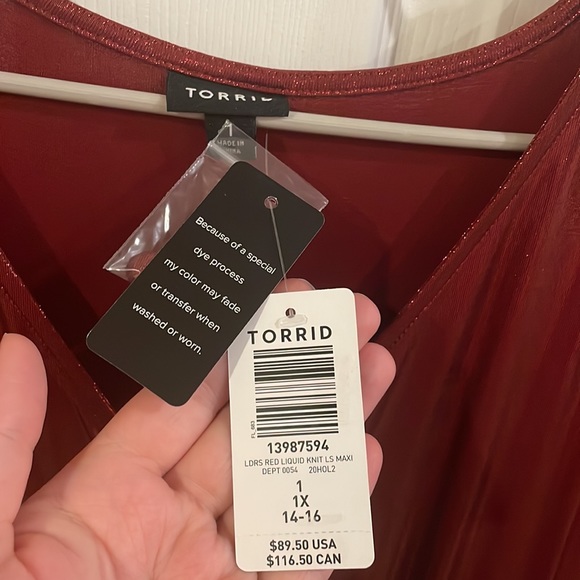 TORRID
1
MADE IN
Because of a special
dye process
my color may fade
or transfer when
washed or worn.
TORRID
13987594
LDRS RED LIQUID KNIT LS MAXI
DEPT 0054 20HOL2
1
1X
14-16
$89.50 USA
$116.50 CAN